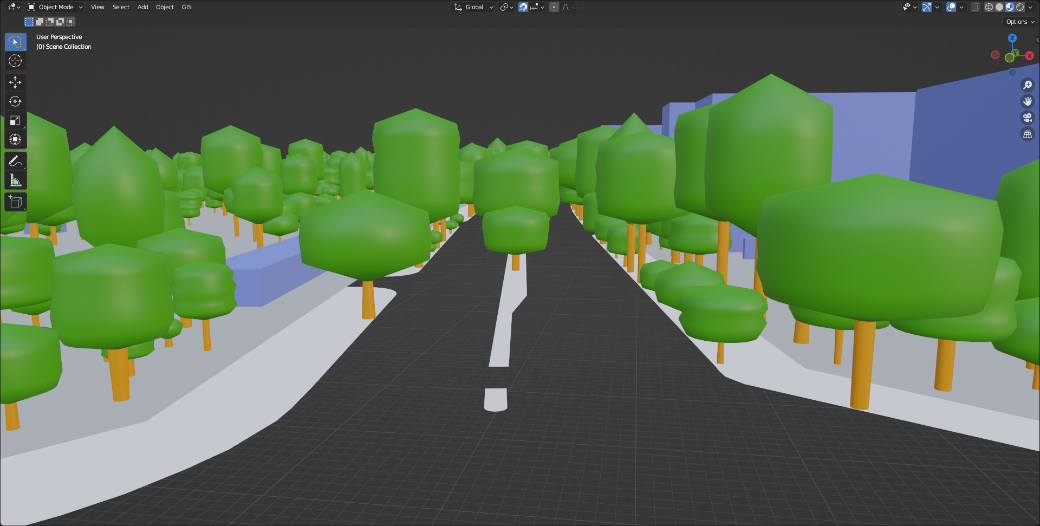 Object Mode View Select Add Object GIS Global
Options
User Perspective
(0) Scene Collection
Z
X